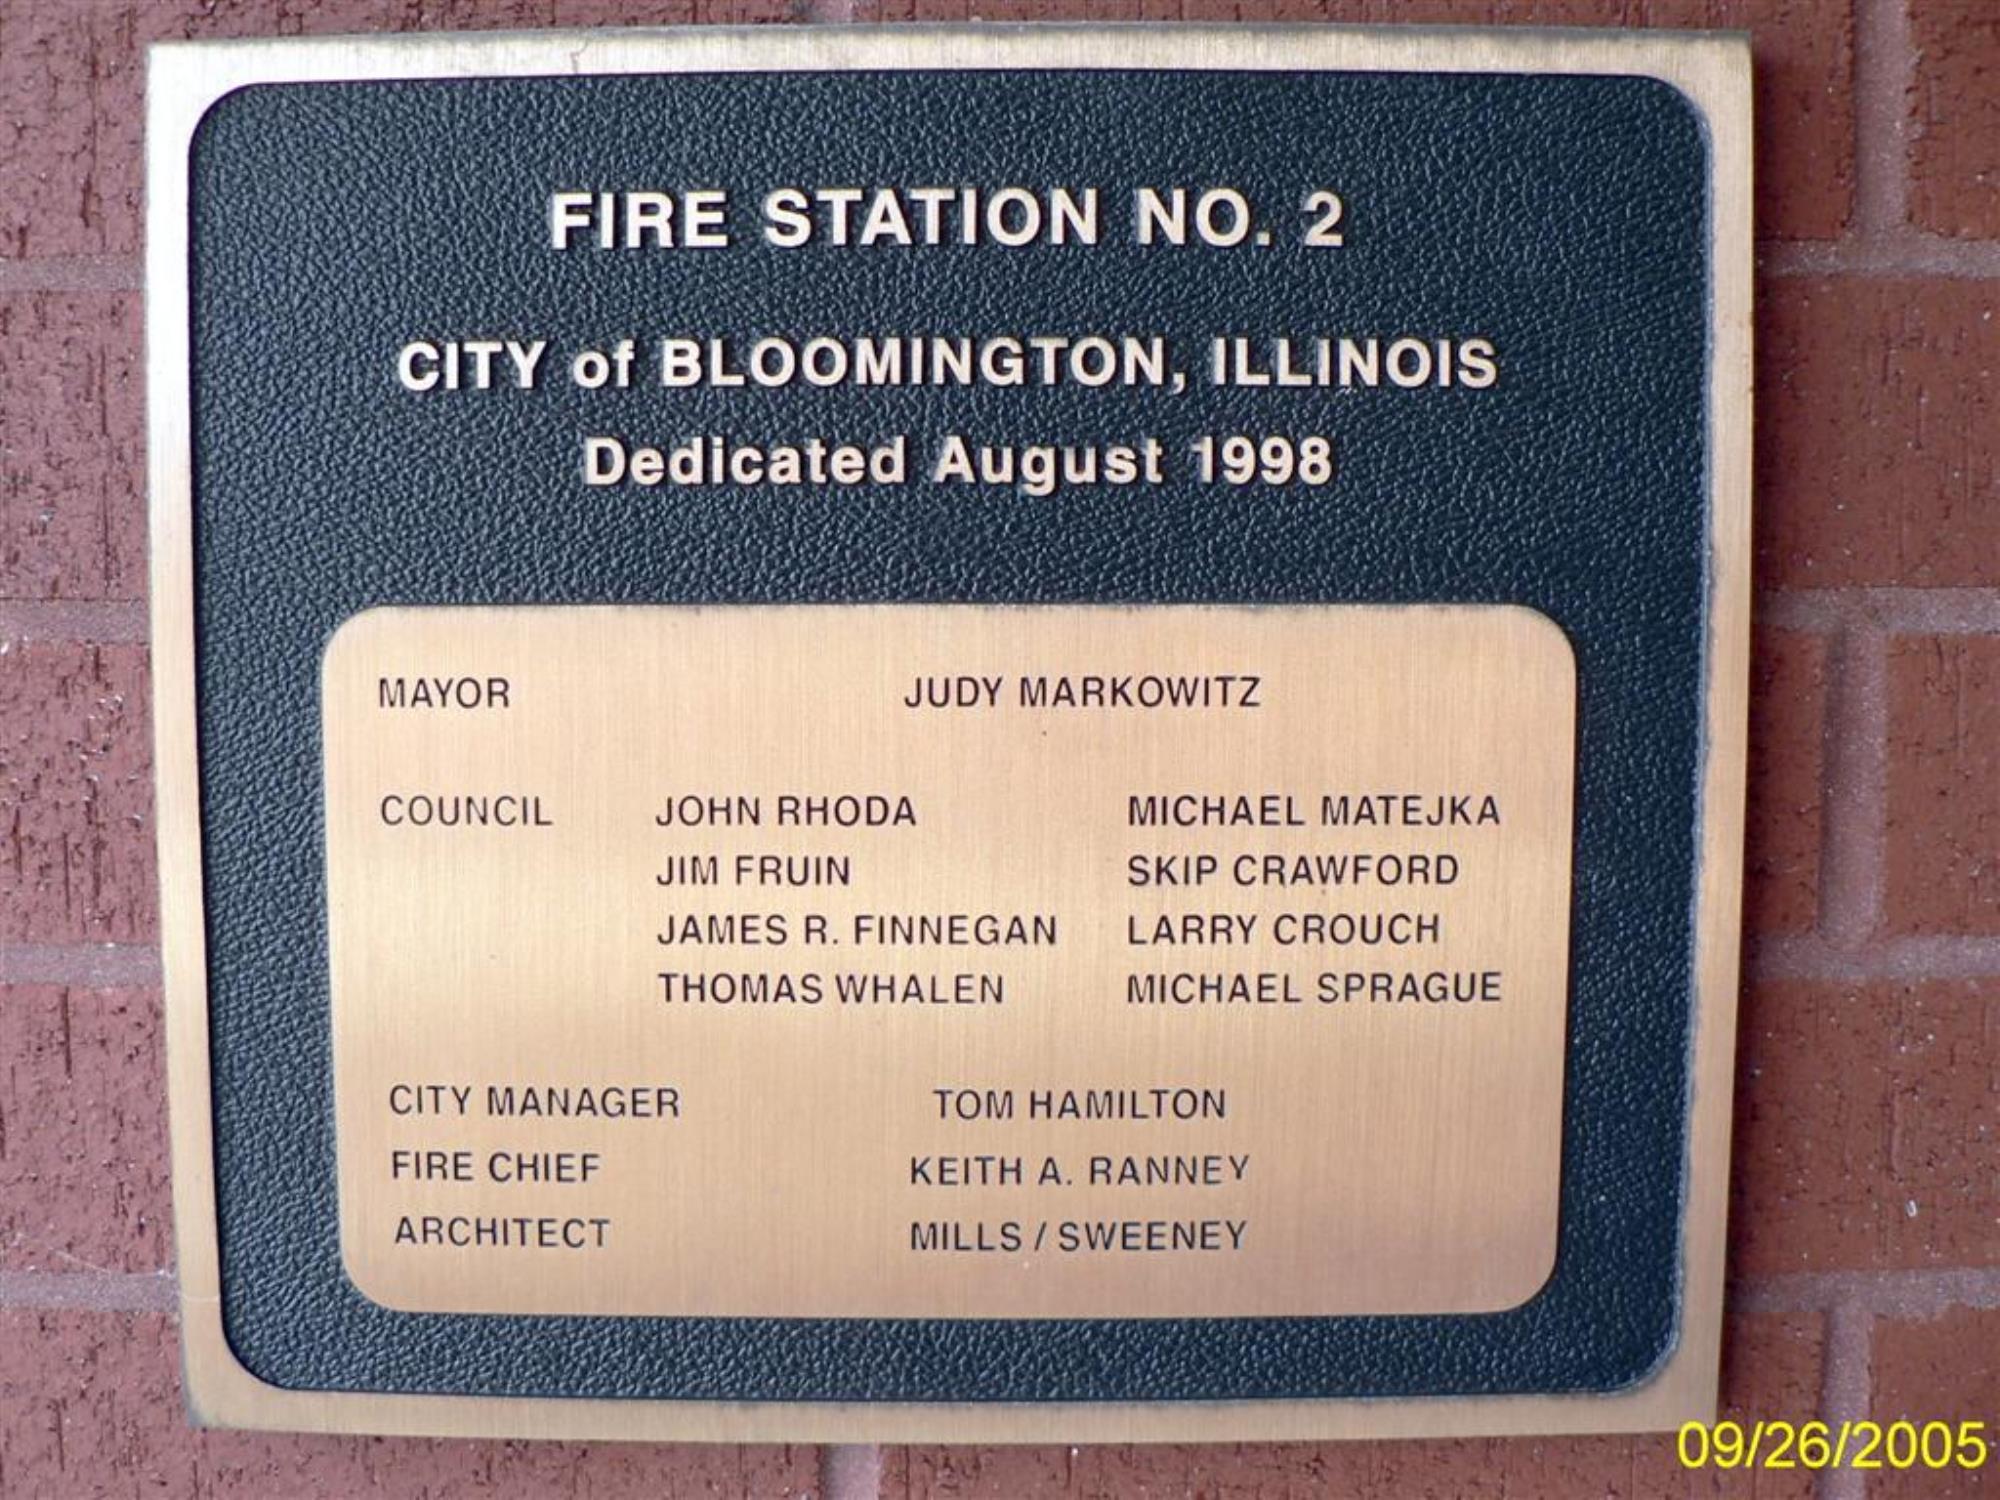 FIRE STATION NO. 2
CITY of BLOOMINGTON, ILLINOIS
Dedicated August 1998
MAYOR JUDY MARKOWITZ
COUNCIL JOHN RHODA MICHAEL MATEJKA
JIM FRUIN SKIP CRAWFORD
JAMES R. FINNEGAN LARRY CROUCH
THOMAS WHALEN MICHAEL SPRAGUE
CITY MANAGER TOM HAMILTON
FIRE CHIEF KEITH A. RANNEY
ARCHITECT MILLS / SWEENEY
09/26/2005